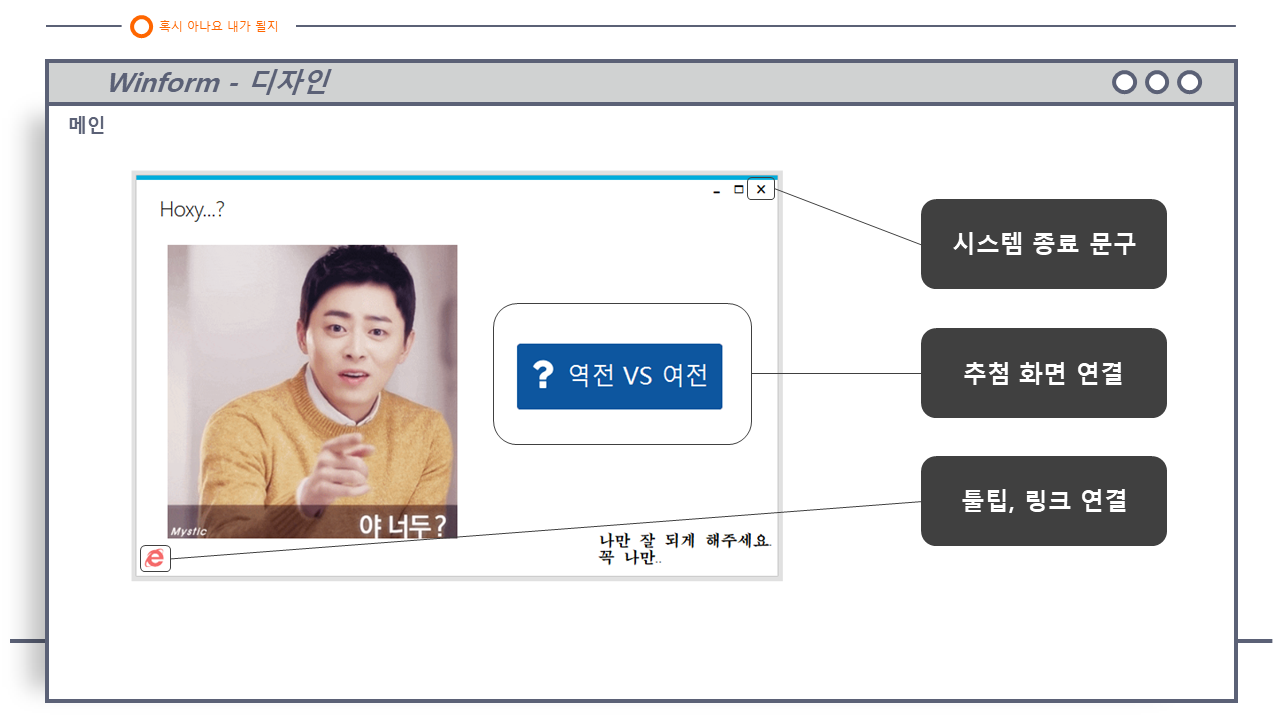 혹시 아나요 내가 될지
Winform - 디자인
메인
Hoxy...?
시스템 종료 문구
? 역전 VS 여전
추첨 화면 연결
툴팁, 링크 연결
Mystic
야 너두?
나만 잘 되게 해주세요.
꼭 나만..